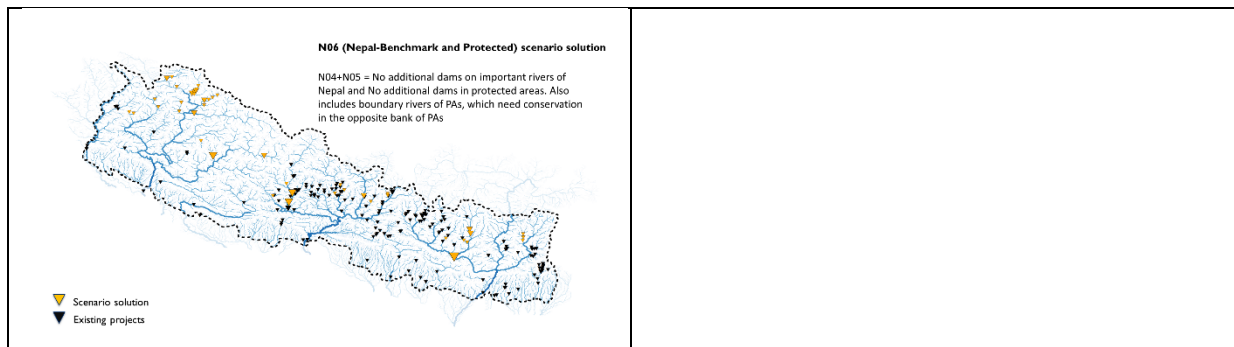 N06 (Nepal-Benchmark and Protected) scenario solution
N04+N05 = No additional dams on important rivers of
Nepal and No additional dams in protected areas. Also
includes boundary rivers of PAs, which need conservation
in the opposite bank of PAs
Scenario solution
Existing projects